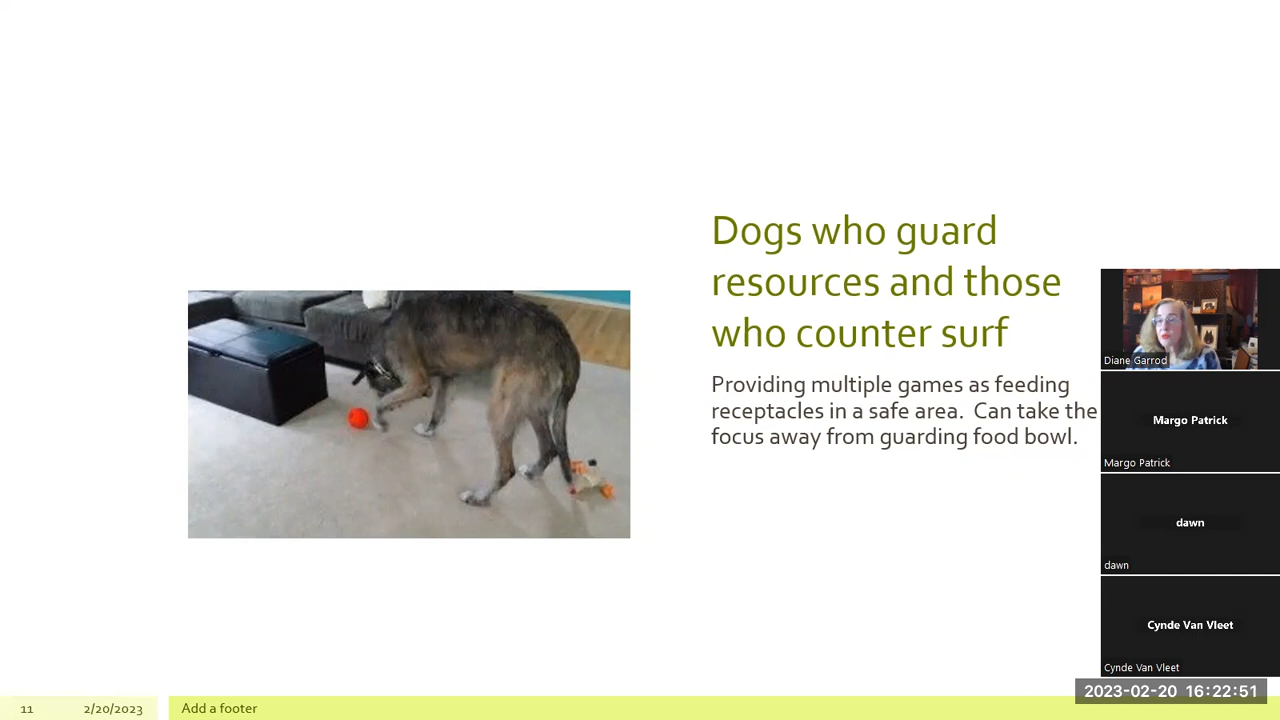 Dogs who guard
resources and those
who counter surf
Providing multiple games as feeding
receptacles in a safe area.  Can take the
focus away from guarding food bowl.
Diane Garrod
Margo Patrick
Margo Patrick
dawn
dawn
Cynde Van Vleet
Cynde Van Vleet
2023-02-20 16:22:51
11
2/20/2023
Add a footer